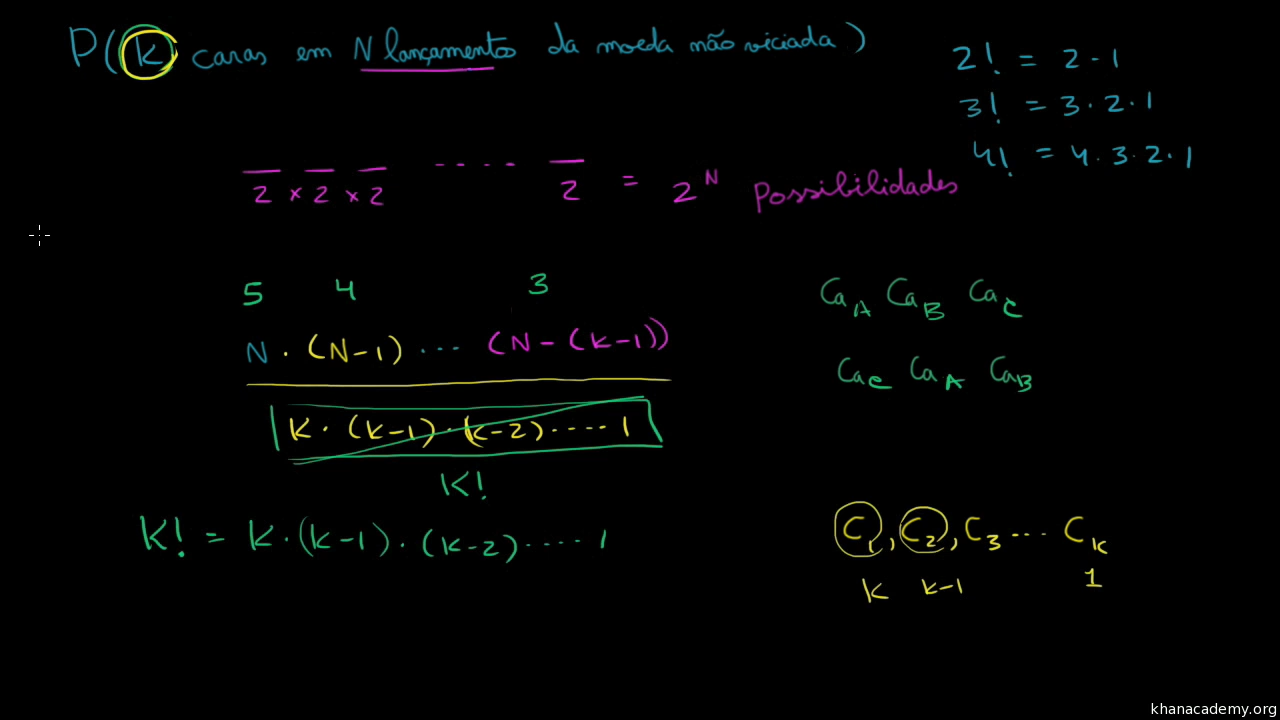 P(k caras em N lançamentos da moeda não viciada)
2! = 2 · 1
3! = 3 · 2 · 1
4! = 4 · 3 · 2 · 1
2 × 2 × 2 .... 2 = 2^N Possibilidades
5 4 3
N · (N-1) · ... (N-(k-1))
k · (k-1) · (k-2) ···· 1
K!
K! = K · (k-1) · (k-2) ···· 1
Ca_A Ca_B Ca_C
Ca_C Ca_A Ca_B
C_1, C_2, C_3 ... C_k
k k-1 1
khanacademy.org